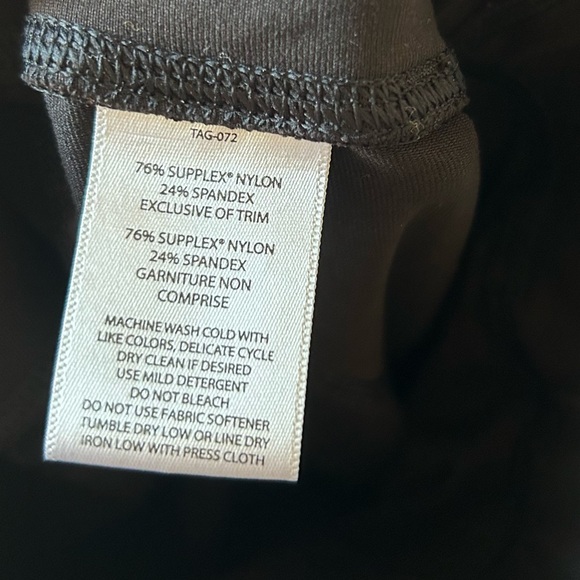 TAG-072
76% SUPPLEX® NYLON
24% SPANDEX
EXCLUSIVE OF TRIM
76% SUPPLEX® NYLON
24% SPANDEX
GARNITURE NON
COMPRISE
MACHINE WASH COLD WITH
LIKE COLORS, DELICATE CYCLE
DRY CLEAN IF DESIRED
USE MILD DETERGENT
DO NOT BLEACH
DO NOT USE FABRIC SOFTENER
TUMBLE DRY LOW OR LINE DRY
IRON LOW WITH PRESS CLOTH